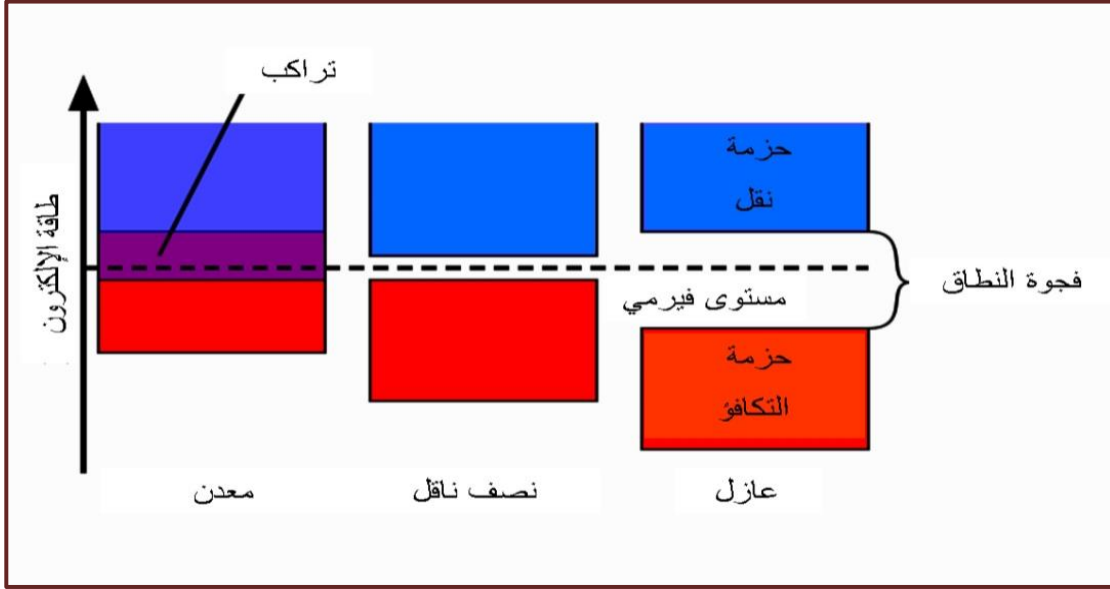 تراكب
حزمة
نقل
طاقة الإلكترون
فجوة النطاق
مستوى فيرمي
حزمة
التكافؤ
معدن
نصف ناقل
عازل